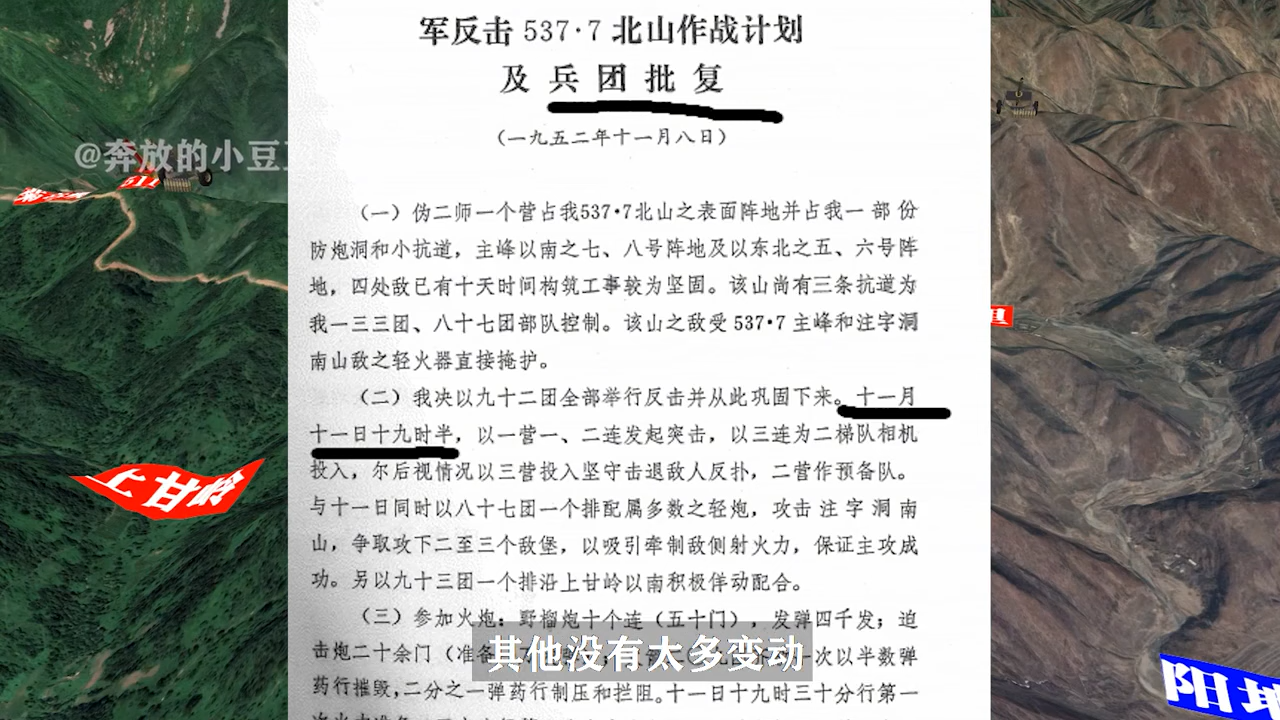 军反击537·7北山作战计划
及兵团批复
（一九五二年十一月八日）
（一）伪二师一个营占我537·7北山之表面阵地并占我一部份
防炮洞和小抗道，主峰以南之七、八号阵地及以东北之五、六号阵
地，四处敌已有十天时间构筑工事较为坚固。该山尚有三条抗道为
我一三三团、八十七团部队控制。该山之敌受537·7主峰和注字洞
南山敌之轻火器直接掩护。
（二）我决以九十二团全部举行反击并从此巩固下来。十一月
十一日十九时半，以一营一、二连发起突击，以三连为二梯队相机
投入，尔后视情况以三营投入坚守击退敌人反扑，二营作预备队。
与十一日同时以八十七团一个排配属多数之轻炮，攻击注字洞南
山，争取攻下二至三个敌堡，以吸引牵制敌侧射火力，保证主攻成
功。另以九十三团一个排沿上甘岭以南积极佯动配合。
（三）参加火炮：野榴炮十个连（五十门），发弹四千发；迫
击炮二十余门（准备
次以半数弹
药行摧毁，二分之一弹药行制压和拦阻。十一日十九时三十分行第一
@奔放的小豆
511
上甘岭
阳地
其他没有太多变动